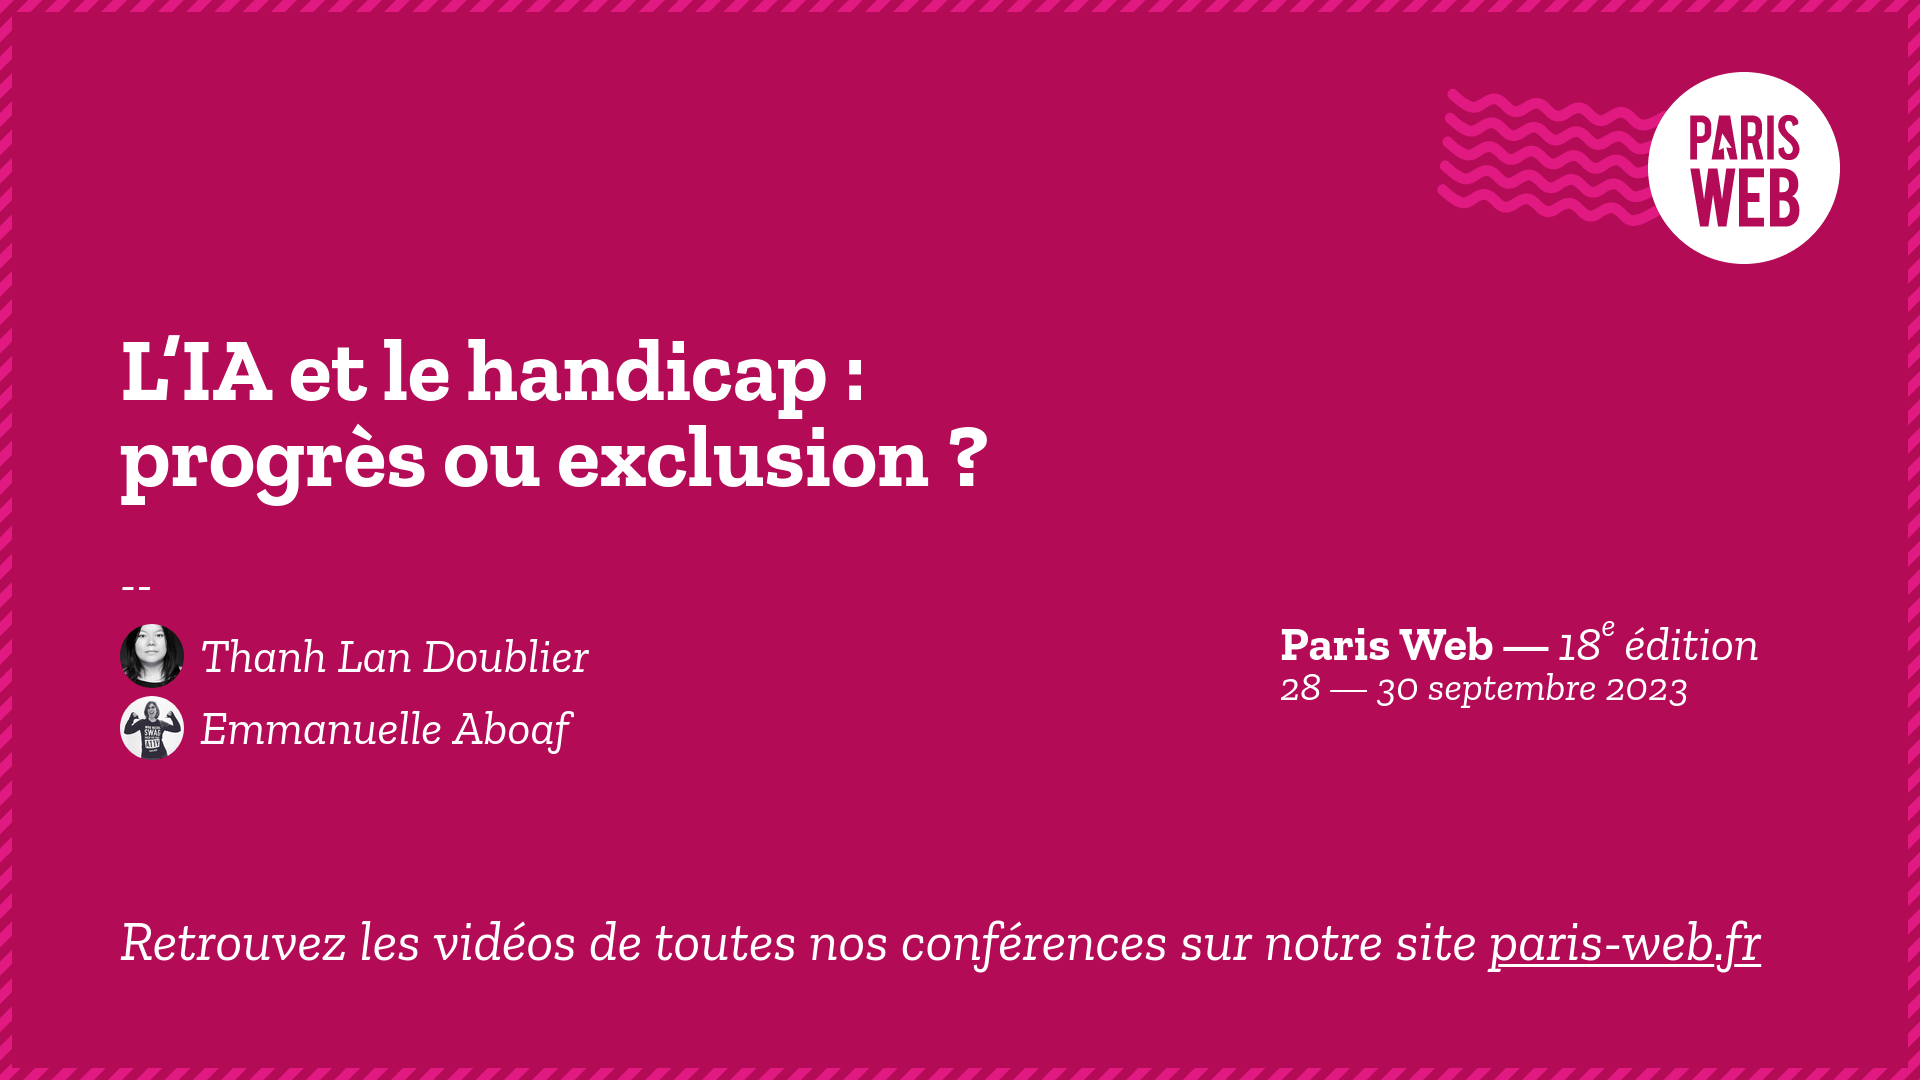 PARIS
WEB
L'IA et le handicap :
progrès ou exclusion ?
--
Thanh Lan Doublier
Emmanuelle Aboaf
Paris Web — 18e édition
28 — 30 septembre 2023
Retrouvez les vidéos de toutes nos conférences sur notre site paris-web.fr